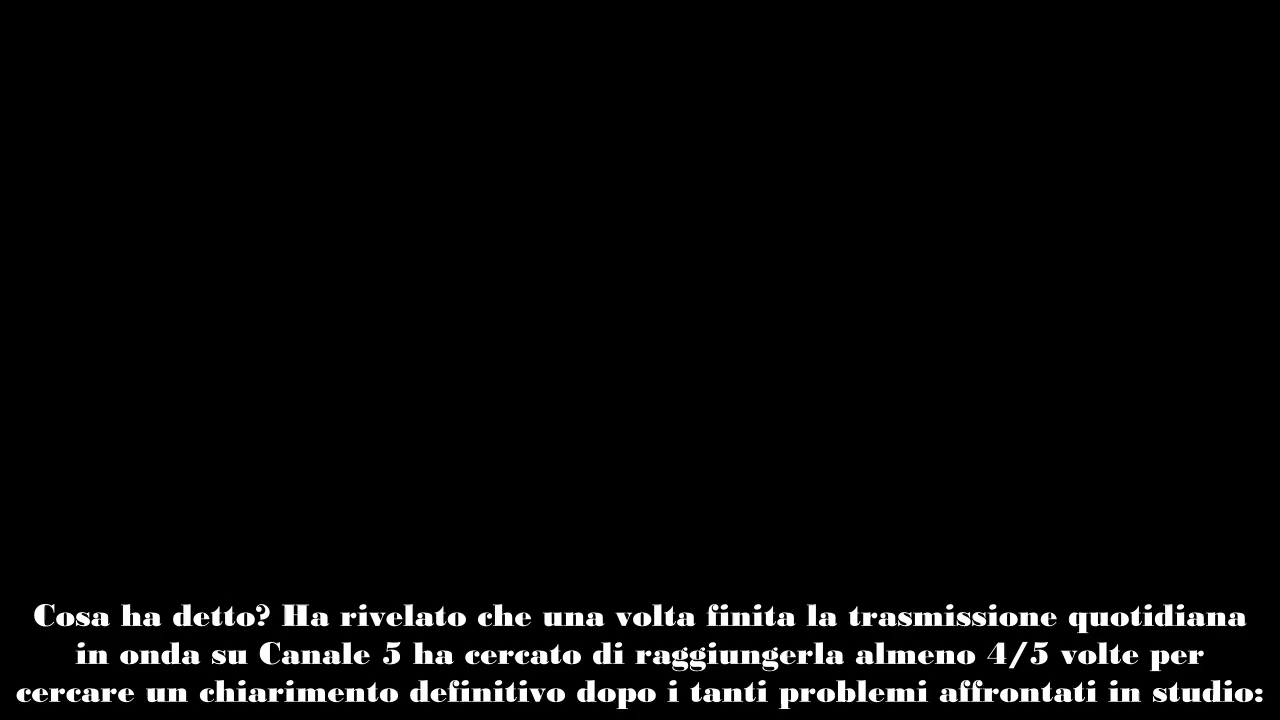 Cosa ha detto? Ha rivelato che una volta finita la trasmissione quotidiana
in onda su Canale 5 ha cercato di raggiungerla almeno 4/5 volte per
cercare un chiarimento definitivo dopo i tanti problemi affrontati in studio: